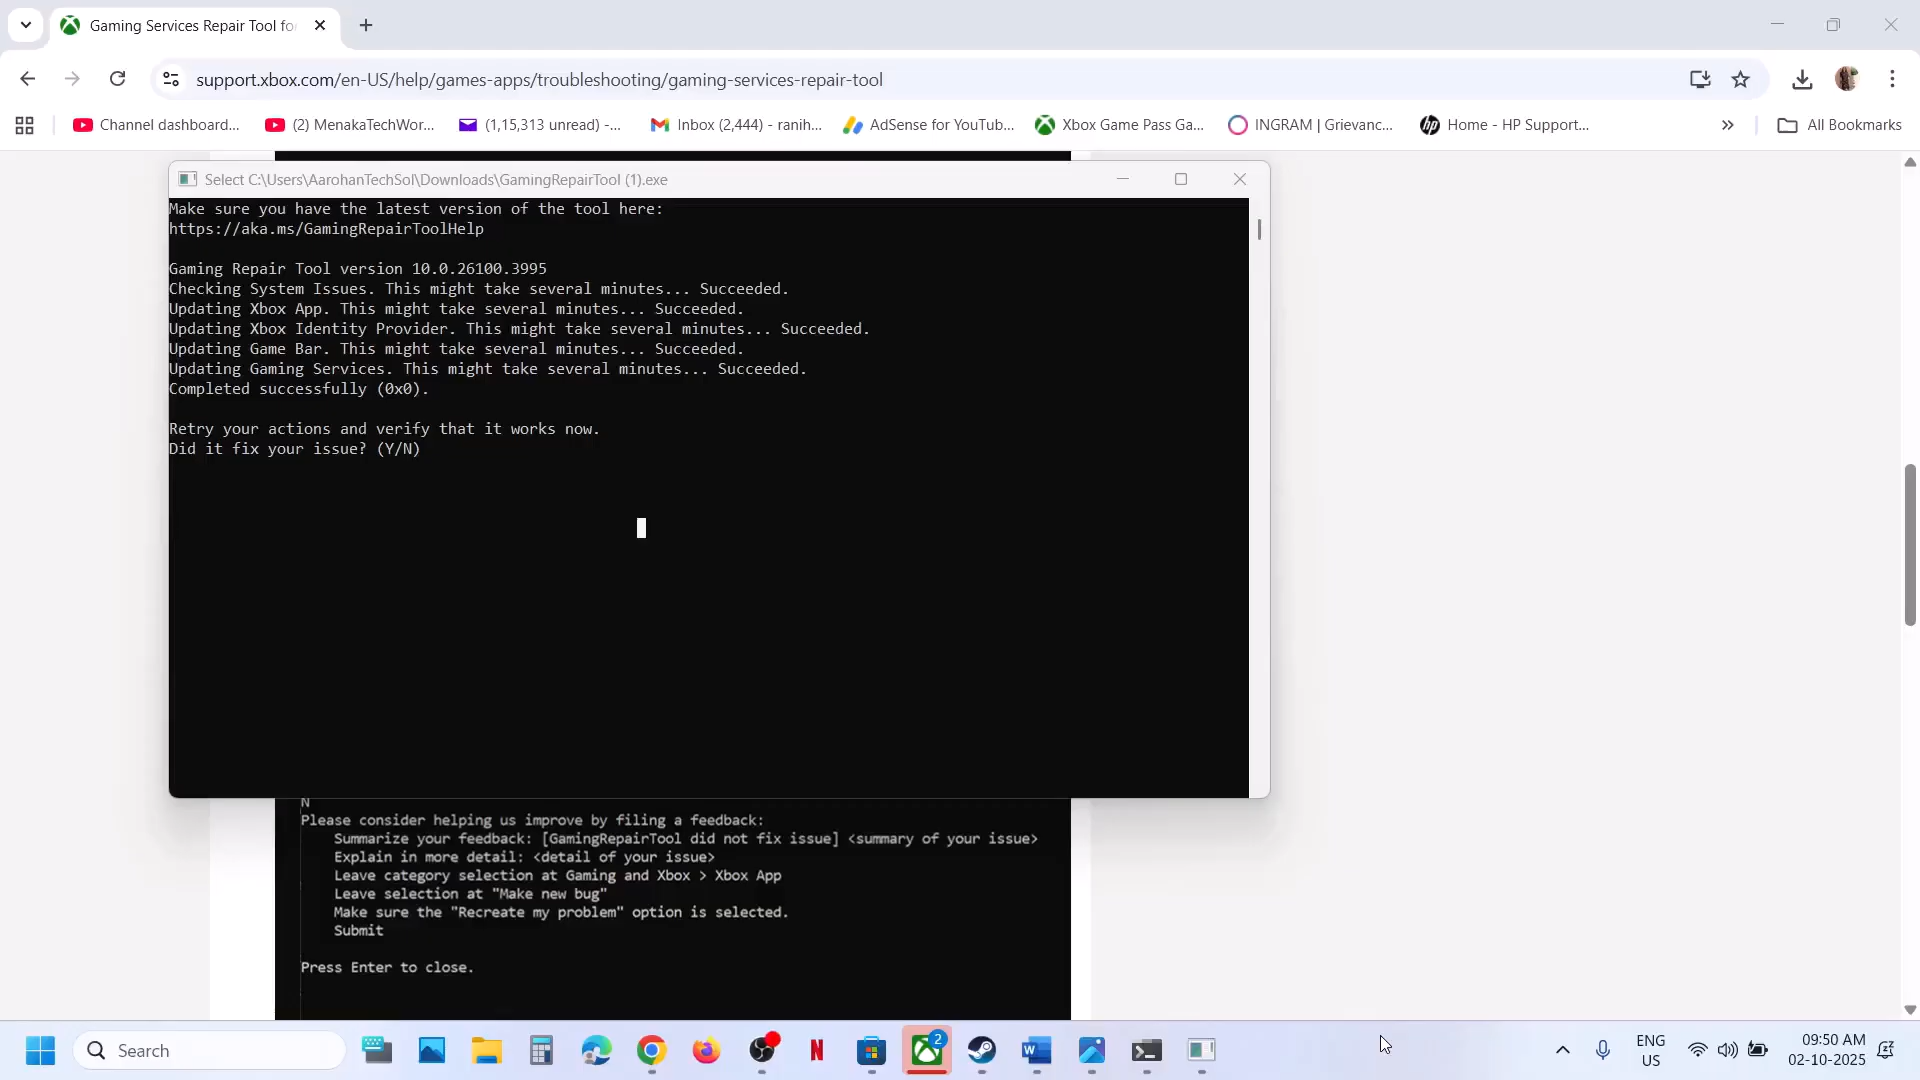 Gaming Services Repair Tool fo
support.xbox.com/en-US/help/games-apps/troubleshooting/gaming-services-repair-tool
Channel dashboard...
(2) MenakaTechWor...
(1,15,313 unread) -...
Inbox (2,444) - ranih...
AdSense for YouTub...
Xbox Game Pass Ga...
INGRAM | Grievanc...
Home - HP Support...
All Bookmarks
Select C:\Users\AarohanTechSol\Downloads\GamingRepairTool (1).exe
Make sure you have the latest version of the tool here:
https://aka.ms/GamingRepairToolHelp
Gaming Repair Tool version 10.0.26100.3995
Checking System Issues. This might take several minutes... Succeeded.
Updating Xbox App. This might take several minutes... Succeeded.
Updating Xbox Identity Provider. This might take several minutes... Succeeded.
Updating Game Bar. This might take several minutes... Succeeded.
Updating Gaming Services. This might take several minutes... Succeeded.
Completed successfully (0x0).
Retry your actions and verify that it works now.
Did it fix your issue? (Y/N)
N
Please consider helping us improve by filing a feedback:
Summarize your feedback: [GamingRepairTool did not fix issue] <summary of your issue>
Explain in more detail: <detail of your issue>
Leave category selection at Gaming and Xbox > Xbox App
Leave selection at "Make new bug"
Make sure the "Recreate my problem" option is selected.
Submit
Press Enter to close.
Search
2
ENG
US
09:50 AM
02-10-2025